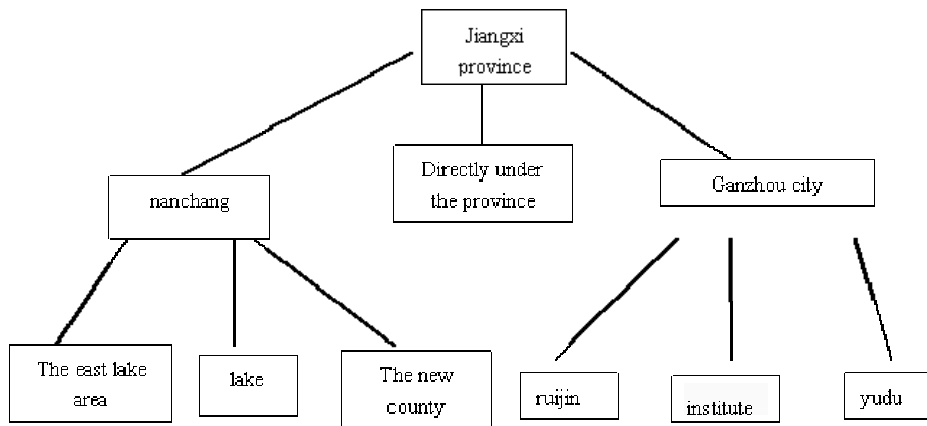 Jiangxi
province
Directly under
the province
Ganzhou city
nanchang
The east lake
area
lake
The new
county
ruijin
institute
yudu